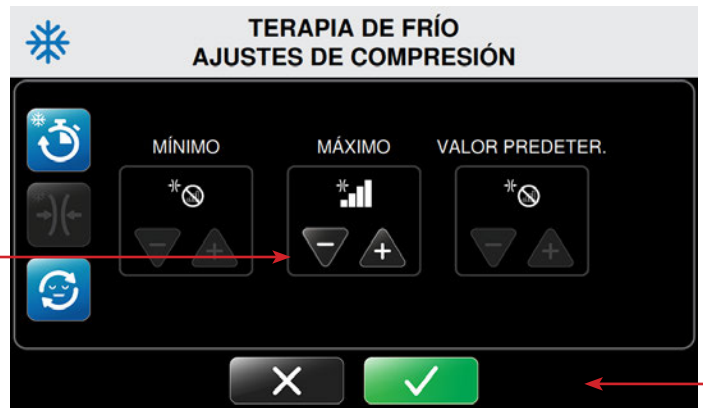 TERAPIA DE FRÍO
AJUSTES DE COMPRESIÓN
MÍNIMO MÁXIMO VALOR PREDETER.